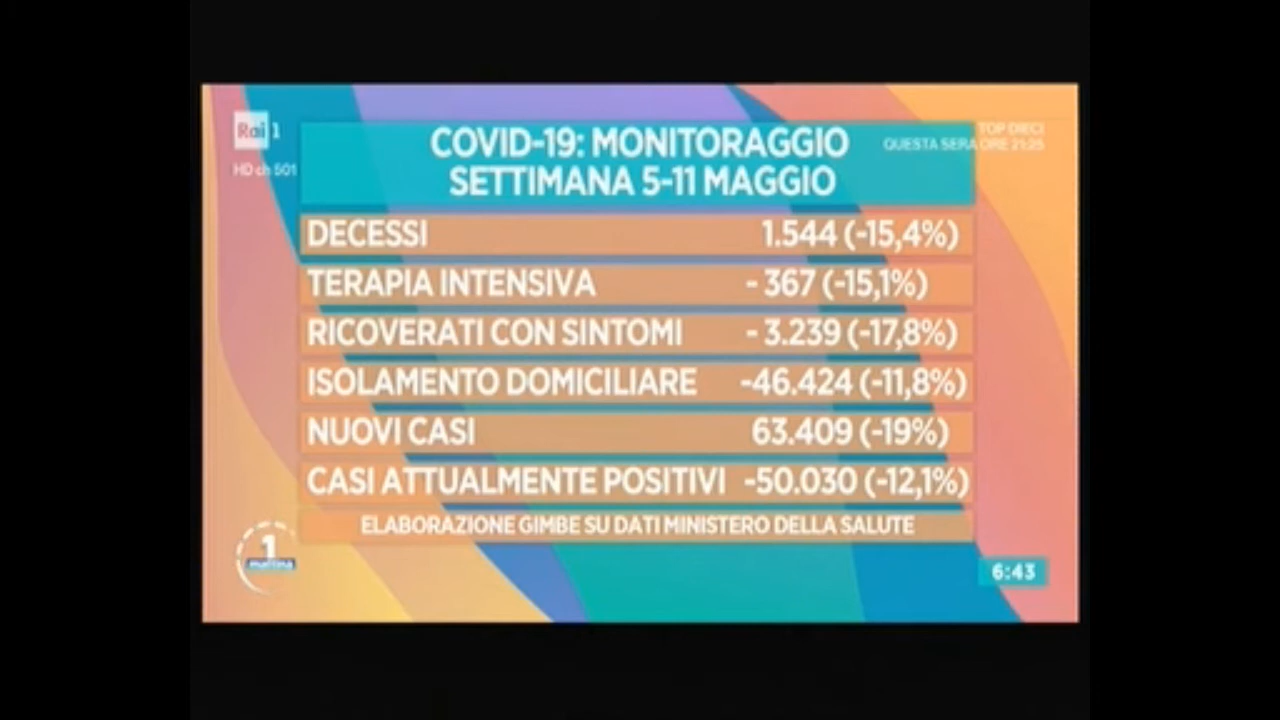 Rai 1
HD ch 501
TOP DIECI
QUESTA SERA ORE 21:25
COVID-19: MONITORAGGIO
SETTIMANA 5-11 MAGGIO
DECESSI 1.544 (-15,4%)
TERAPIA INTENSIVA - 367 (-15,1%)
RICOVERATI CON SINTOMI - 3.239 (-17,8%)
ISOLAMENTO DOMICILIARE -46.424 (-11,8%)
NUOVI CASI 63.409 (-19%)
CASI ATTUALMENTE POSITIVI -50.030 (-12,1%)
ELABORAZIONE GIMBE SU DATI MINISTERO DELLA SALUTE
1
mattina
6:43